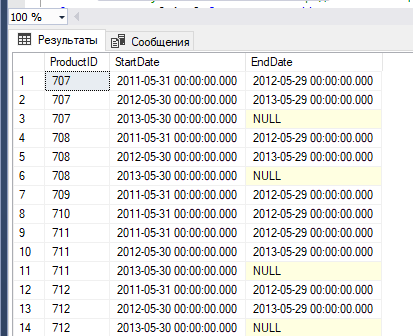 100 %
Результаты Сообщения
ProductID StartDate EndDate
1 707 2011-05-31 00:00:00.000 2012-05-29 00:00:00.000
2 707 2012-05-30 00:00:00.000 2013-05-29 00:00:00.000
3 707 2013-05-30 00:00:00.000 NULL
4 708 2011-05-31 00:00:00.000 2012-05-29 00:00:00.000
5 708 2012-05-30 00:00:00.000 2013-05-29 00:00:00.000
6 708 2013-05-30 00:00:00.000 NULL
7 709 2011-05-31 00:00:00.000 2012-05-29 00:00:00.000
8 710 2011-05-31 00:00:00.000 2012-05-29 00:00:00.000
9 711 2011-05-31 00:00:00.000 2012-05-29 00:00:00.000
10 711 2012-05-30 00:00:00.000 2013-05-29 00:00:00.000
11 711 2013-05-30 00:00:00.000 NULL
12 712 2011-05-31 00:00:00.000 2012-05-29 00:00:00.000
13 712 2012-05-30 00:00:00.000 2013-05-29 00:00:00.000
14 712 2013-05-30 00:00:00.000 NULL